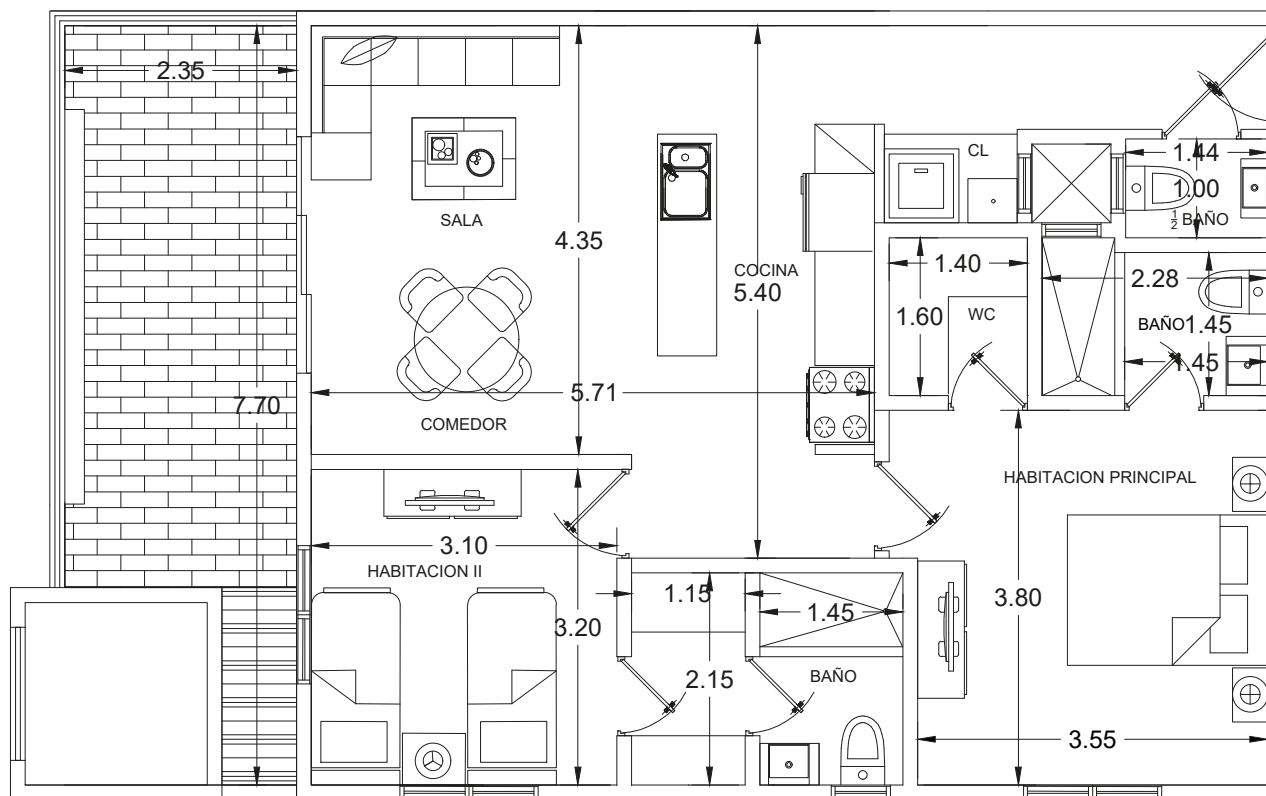 2.35
CL
1.44
1.00
½ BAÑO
SALA
4.35
COCINA
5.40
1.40
2.28
1.60
WC
BAÑO
1.45
1.45
5.71
7.70
COMEDOR
HABITACION PRINCIPAL
3.10
HABITACION II
1.15
1.45
3.80
3.20
2.15
BAÑO
3.55